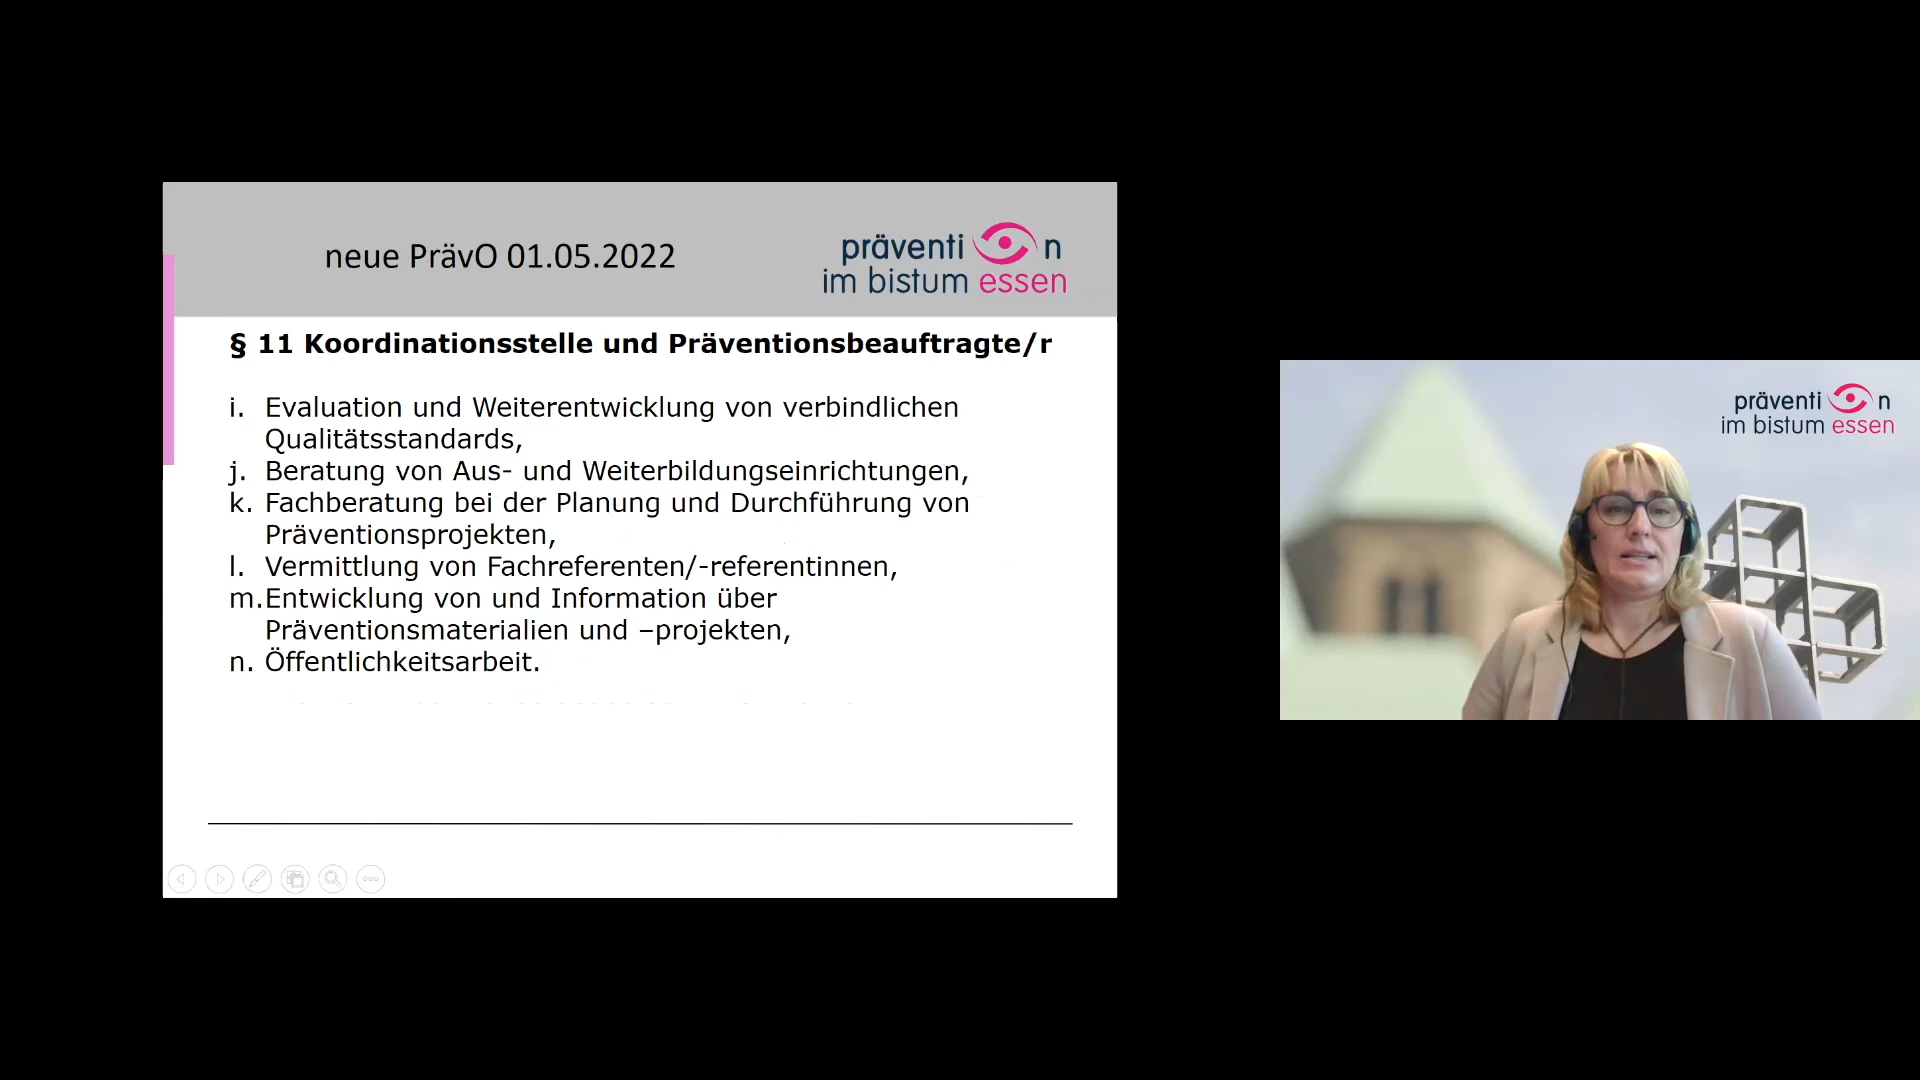 neue PrävO 01.05.2022
präventi n
im bistum essen
§ 11 Koordinationsstelle und Präventionsbeauftragte/r
i. Evaluation und Weiterentwicklung von verbindlichen
Qualitätsstandards,
j. Beratung von Aus- und Weiterbildungseinrichtungen,
k. Fachberatung bei der Planung und Durchführung von
Präventionsprojekten,
l. Vermittlung von Fachreferenten/-referentinnen,
m.Entwicklung von und Information über
Präventionsmaterialien und –projekten,
n. Öffentlichkeitsarbeit.
präventi n
im bistum essen